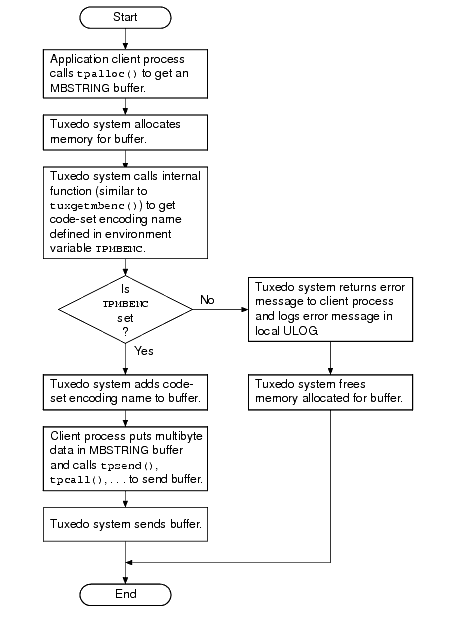 Start
Application client process
calls tpalloc() to get an
MBSTRING buffer.
Tuxedo system allocates
memory for buffer.
Tuxedo system calls internal
function (similar to
tuxgetmbenc()) to get
code-set encoding name
defined in environment
variable TPMBENC.
Is
TPMBENC
set
?
No
Yes
Tuxedo system returns error
message to client process
and logs error message in
local ULOG.
Tuxedo system adds code-
set encoding name to buffer.
Tuxedo system frees
memory allocated for buffer.
Client process puts multibyte
data in MBSTRING buffer
and calls tpsend(),
tpcall(),... to send buffer.
Tuxedo system sends buffer.
End